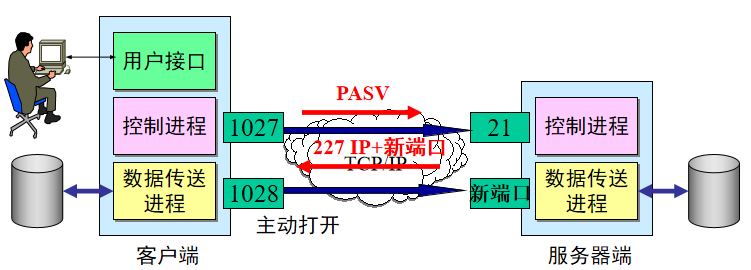 用户接口
PASV
控制进程
1027
21
控制进程
227 IP+新端口
TCP/IP
数据传送
进程
1028
新端口
数据传送
进程
主动打开
客户端
服务器端